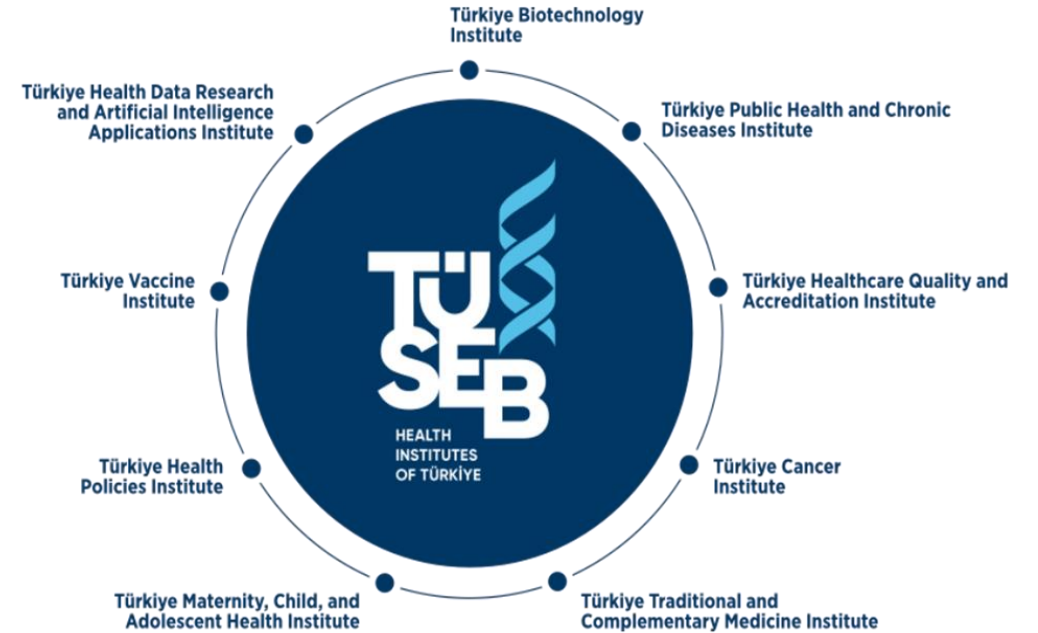 Türkiye Biotechnology
Institute
Türkiye Public Health and Chronic
Diseases Institute
Türkiye Healthcare Quality and
Accreditation Institute
Türkiye Cancer
Institute
Türkiye Traditional and
Complementary Medicine Institute
Türkiye Maternity, Child, and
Adolescent Health Institute
Türkiye Health
Policies Institute
Türkiye Vaccine
Institute
Türkiye Health Data Research
and Artificial Intelligence
Applications Institute
TÜ
SEB
HEALTH
INSTITUTES
OF TÜRKİYE